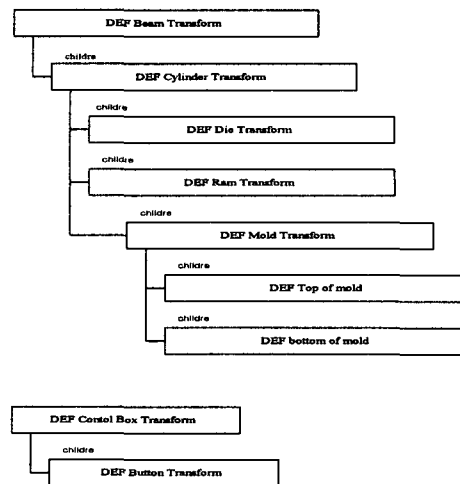 DEF Beam Transform
childre
DEF Cylinder Transform
childre
DEF Die Transform
childre
DEF Ram Transform
childre
DEF Mold Transform
childre
DEF Top of mold
childre
DEF bottom of mold
DEF Contol Box Transform
childre
DEF Button Transform